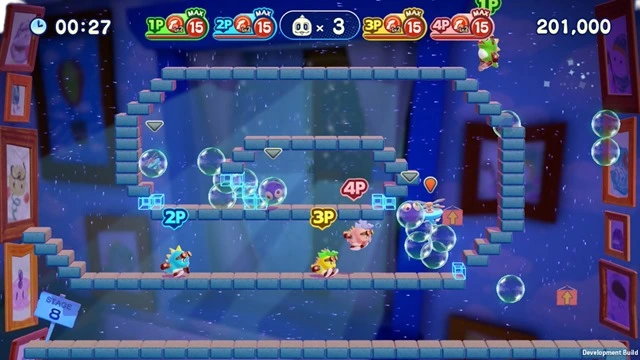 00:27
1P MAX 15
2P MAX 15
× 3
3P MAX 15
4P MAX 15
1P
201,000
4P
2P
3P
STAGE
8
Development Build